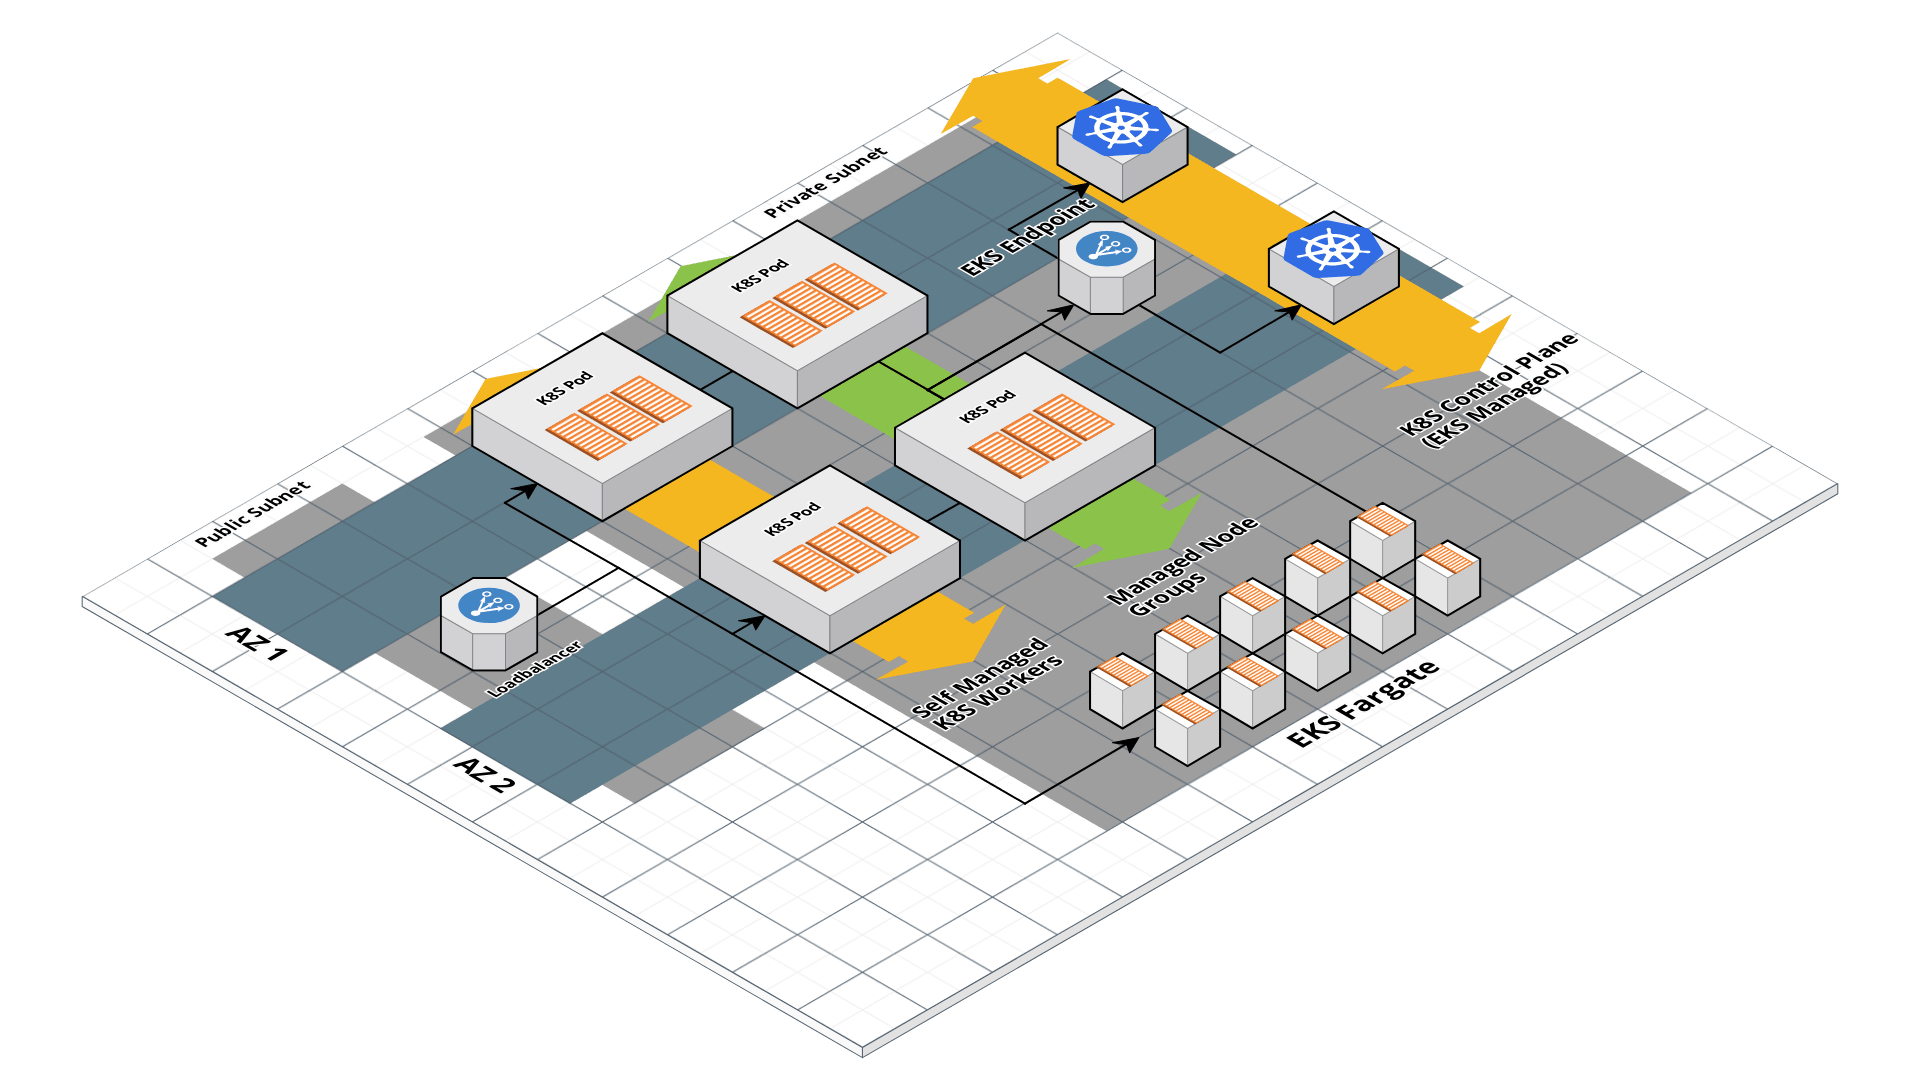 Private Subnet
EKS Endpoint
K8S Pod
K8S Pod
K8S Pod
K8S Pod
K8S Control-Plane
(EKS Managed)
Public Subnet
Managed Node
Groups
AZ 1
Loadbalancer
Self Managed
K8S Workers
EKS Fargate
AZ 2